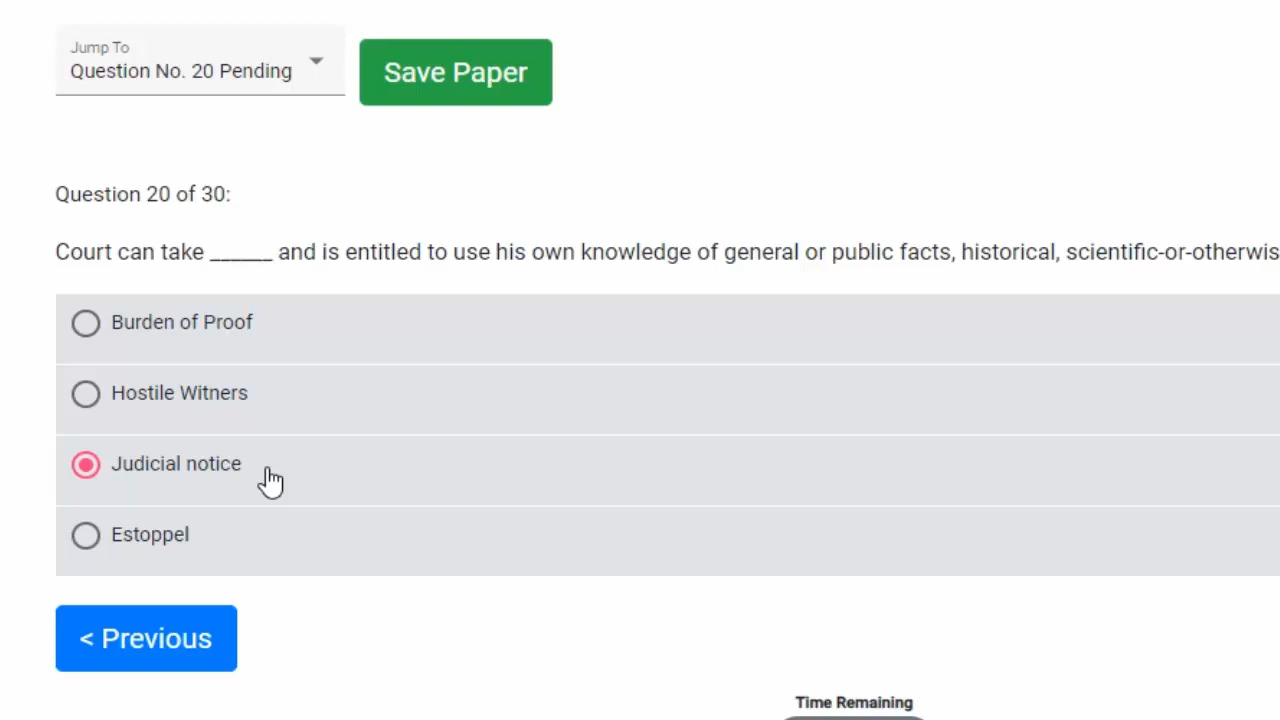 Jump To
Question No. 20 Pending
Save Paper
Question 20 of 30:
Court can take ______ and is entitled to use his own knowledge of general or public facts, historical, scientific-or-otherwis
Burden of Proof
Hostile Witners
Judicial notice
Estoppel
< Previous
Time Remaining